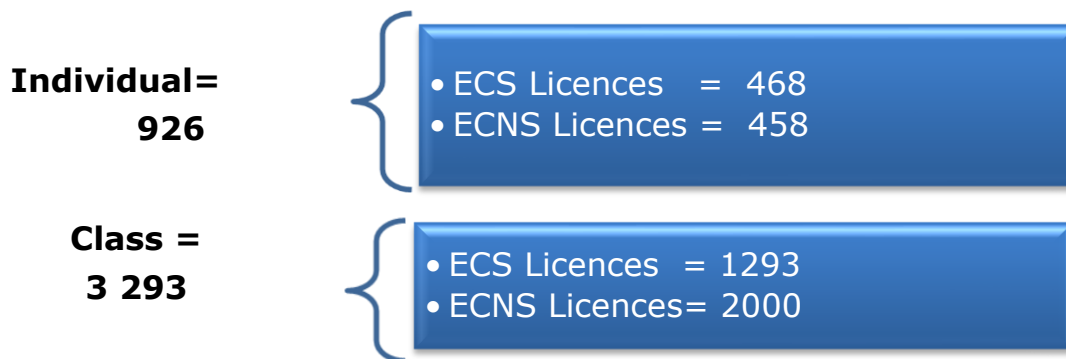 Individual=
926
• ECS Licences = 468
• ECNS Licences = 458
Class =
3 293
• ECS Licences = 1293
• ECNS Licences= 2000